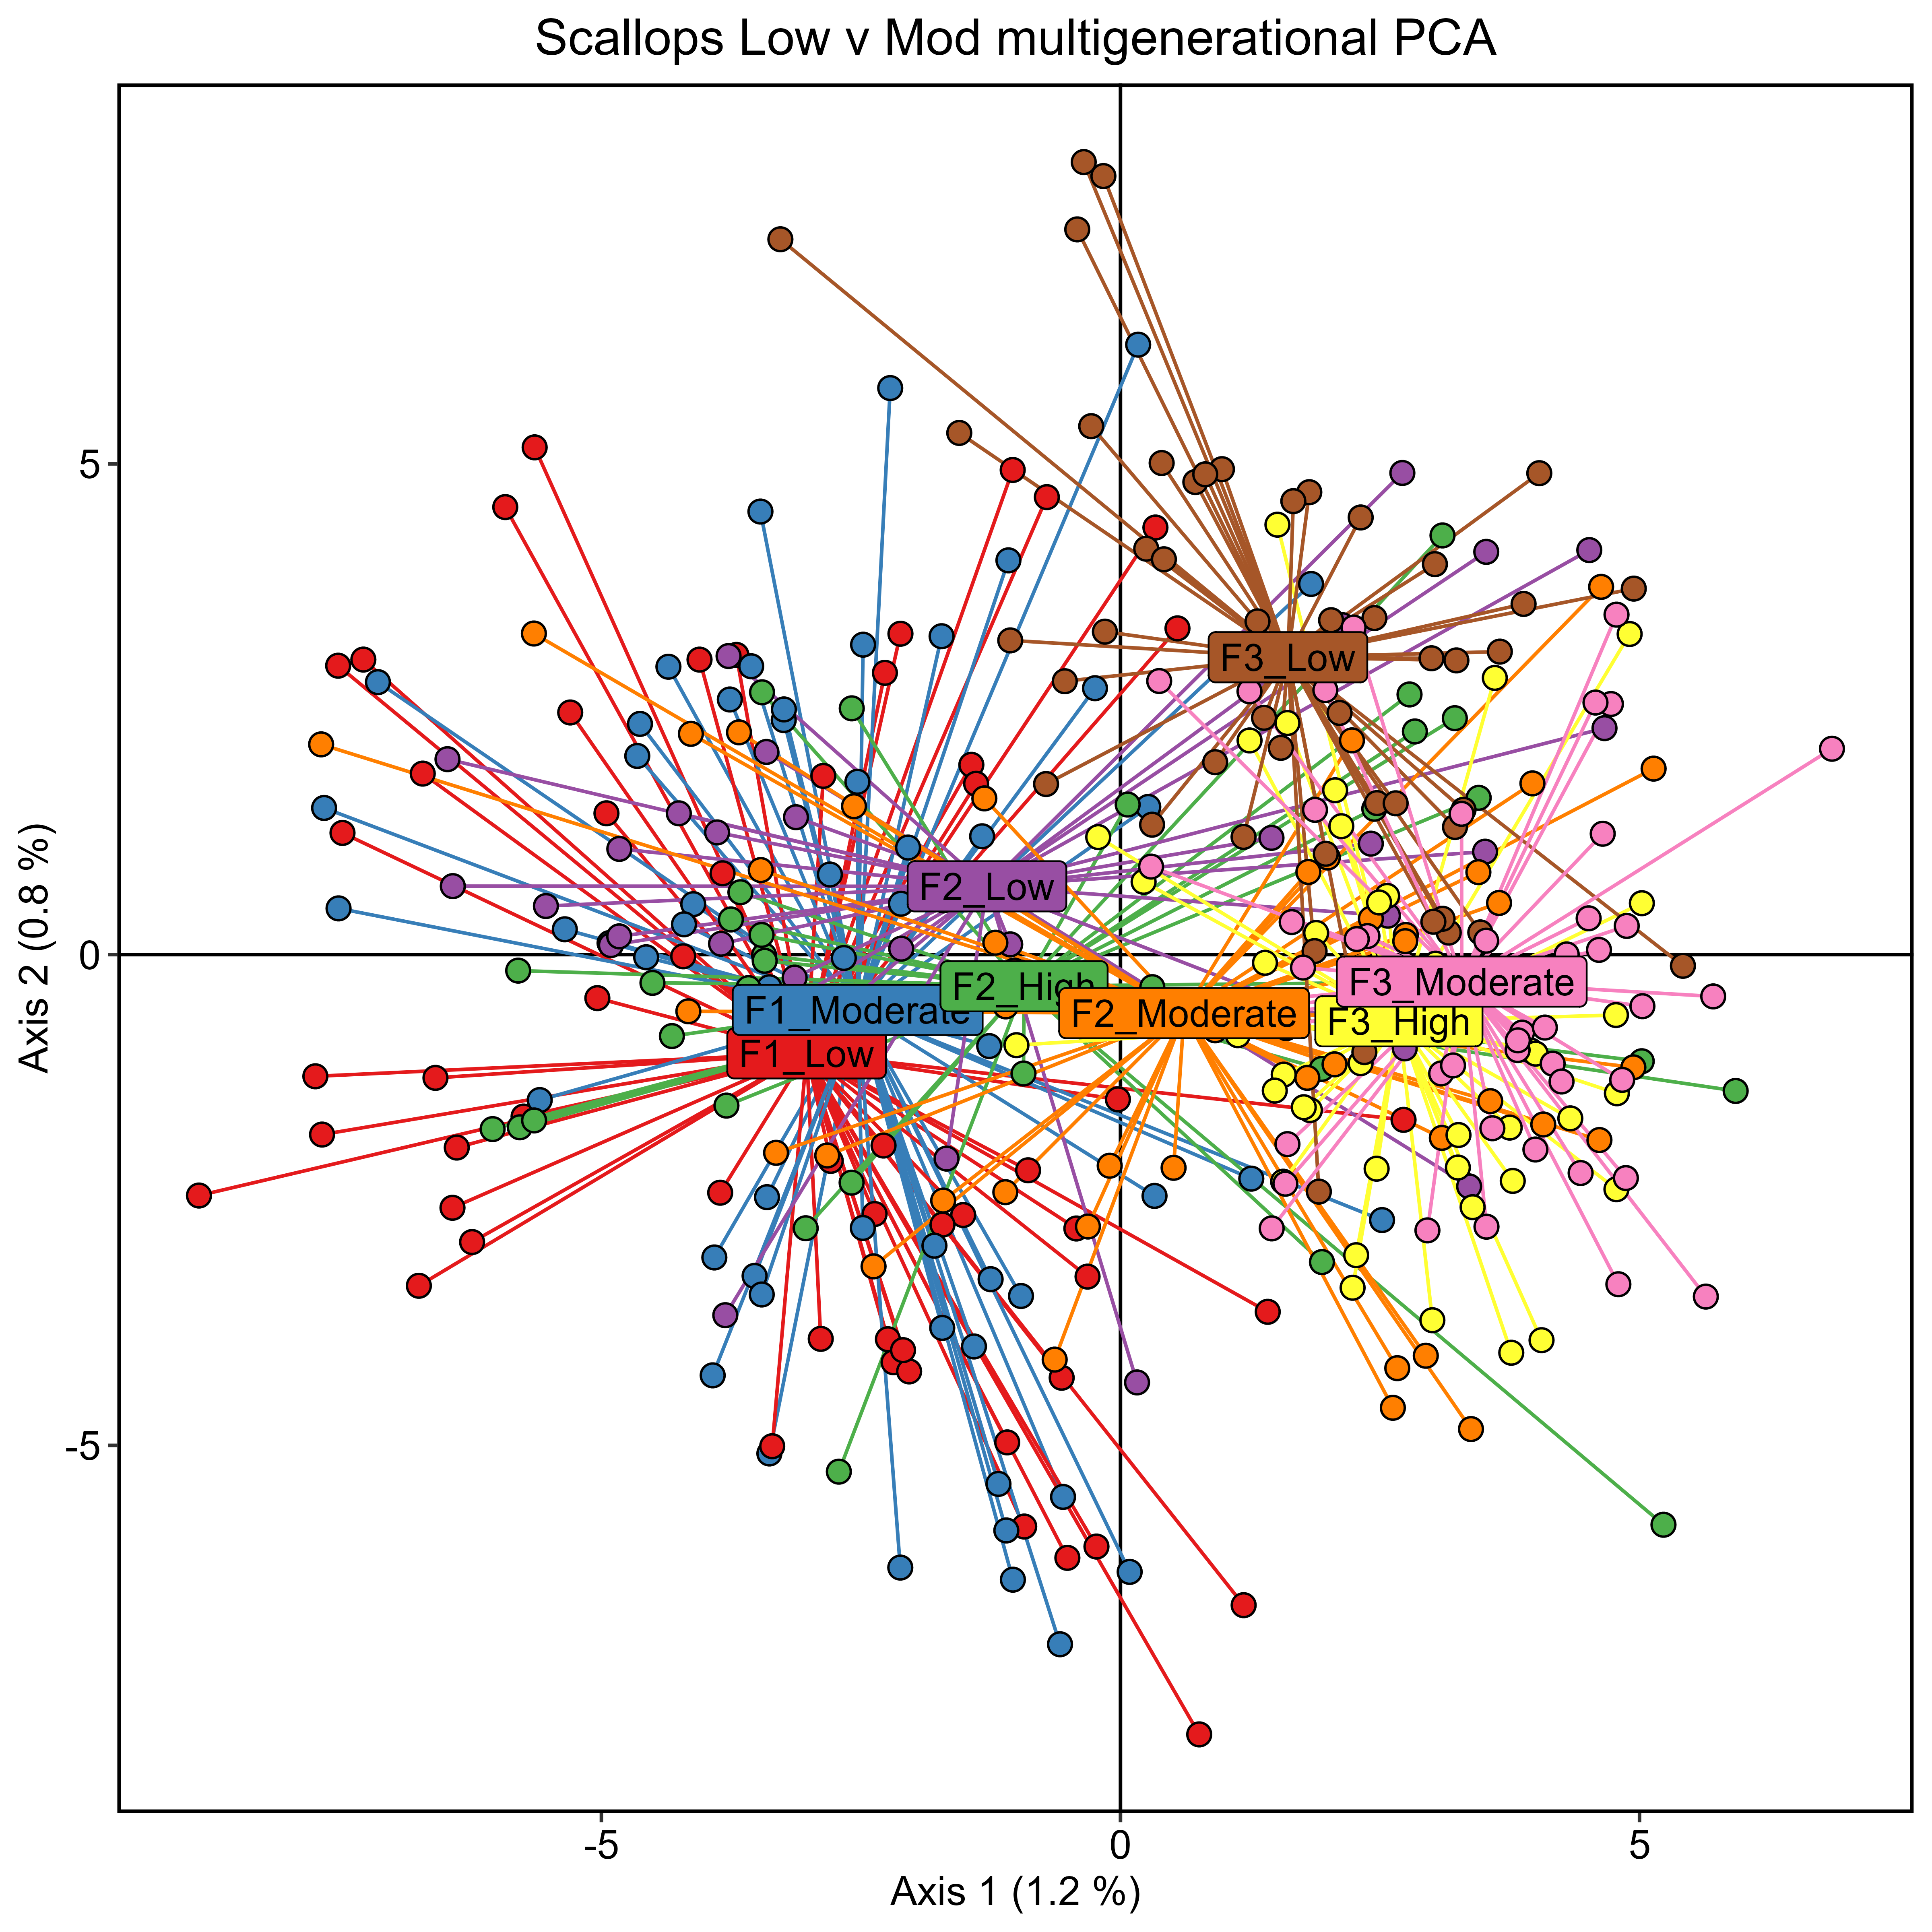 Scallops Low v Mod multigenerational PCA
5
F3_Low
F2_Low
0
F3_Moderate
F2_High
F1_Moderate
F2_Moderate
F3_High
F1_Low
-5
-5
0
5
Axis 1 (1.2 %)
Axis 2 (0.8 %)